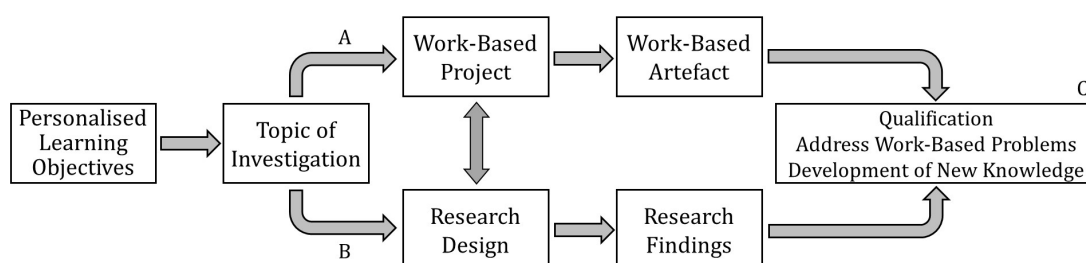 Personalised
Learning
Objectives
Topic of
Investigation
A
Work-Based
Project
Work-Based
Artefact
B
Research
Design
Research
Findings
Qualification
Address Work-Based Problems
Development of New Knowledge